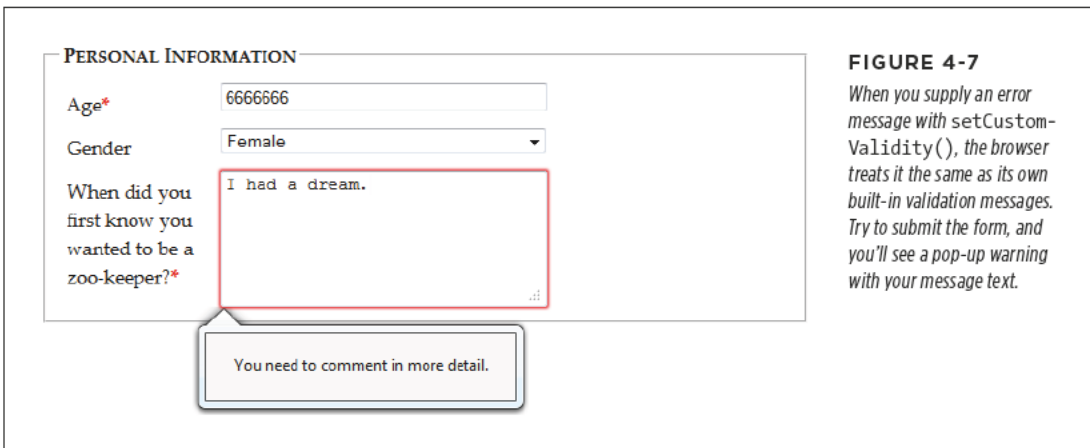 PERSONAL INFORMATION
Age*
6666666
Gender
Female
When did you
first know you
wanted to be a
zoo-keeper?*
I had a dream.
You need to comment in more detail.
FIGURE 4-7
When you supply an error
message with setCustom-
Validity(), the browser
treats it the same as its own
built-in validation messages.
Try to submit the form, and
you'll see a pop-up warning
with your message text.